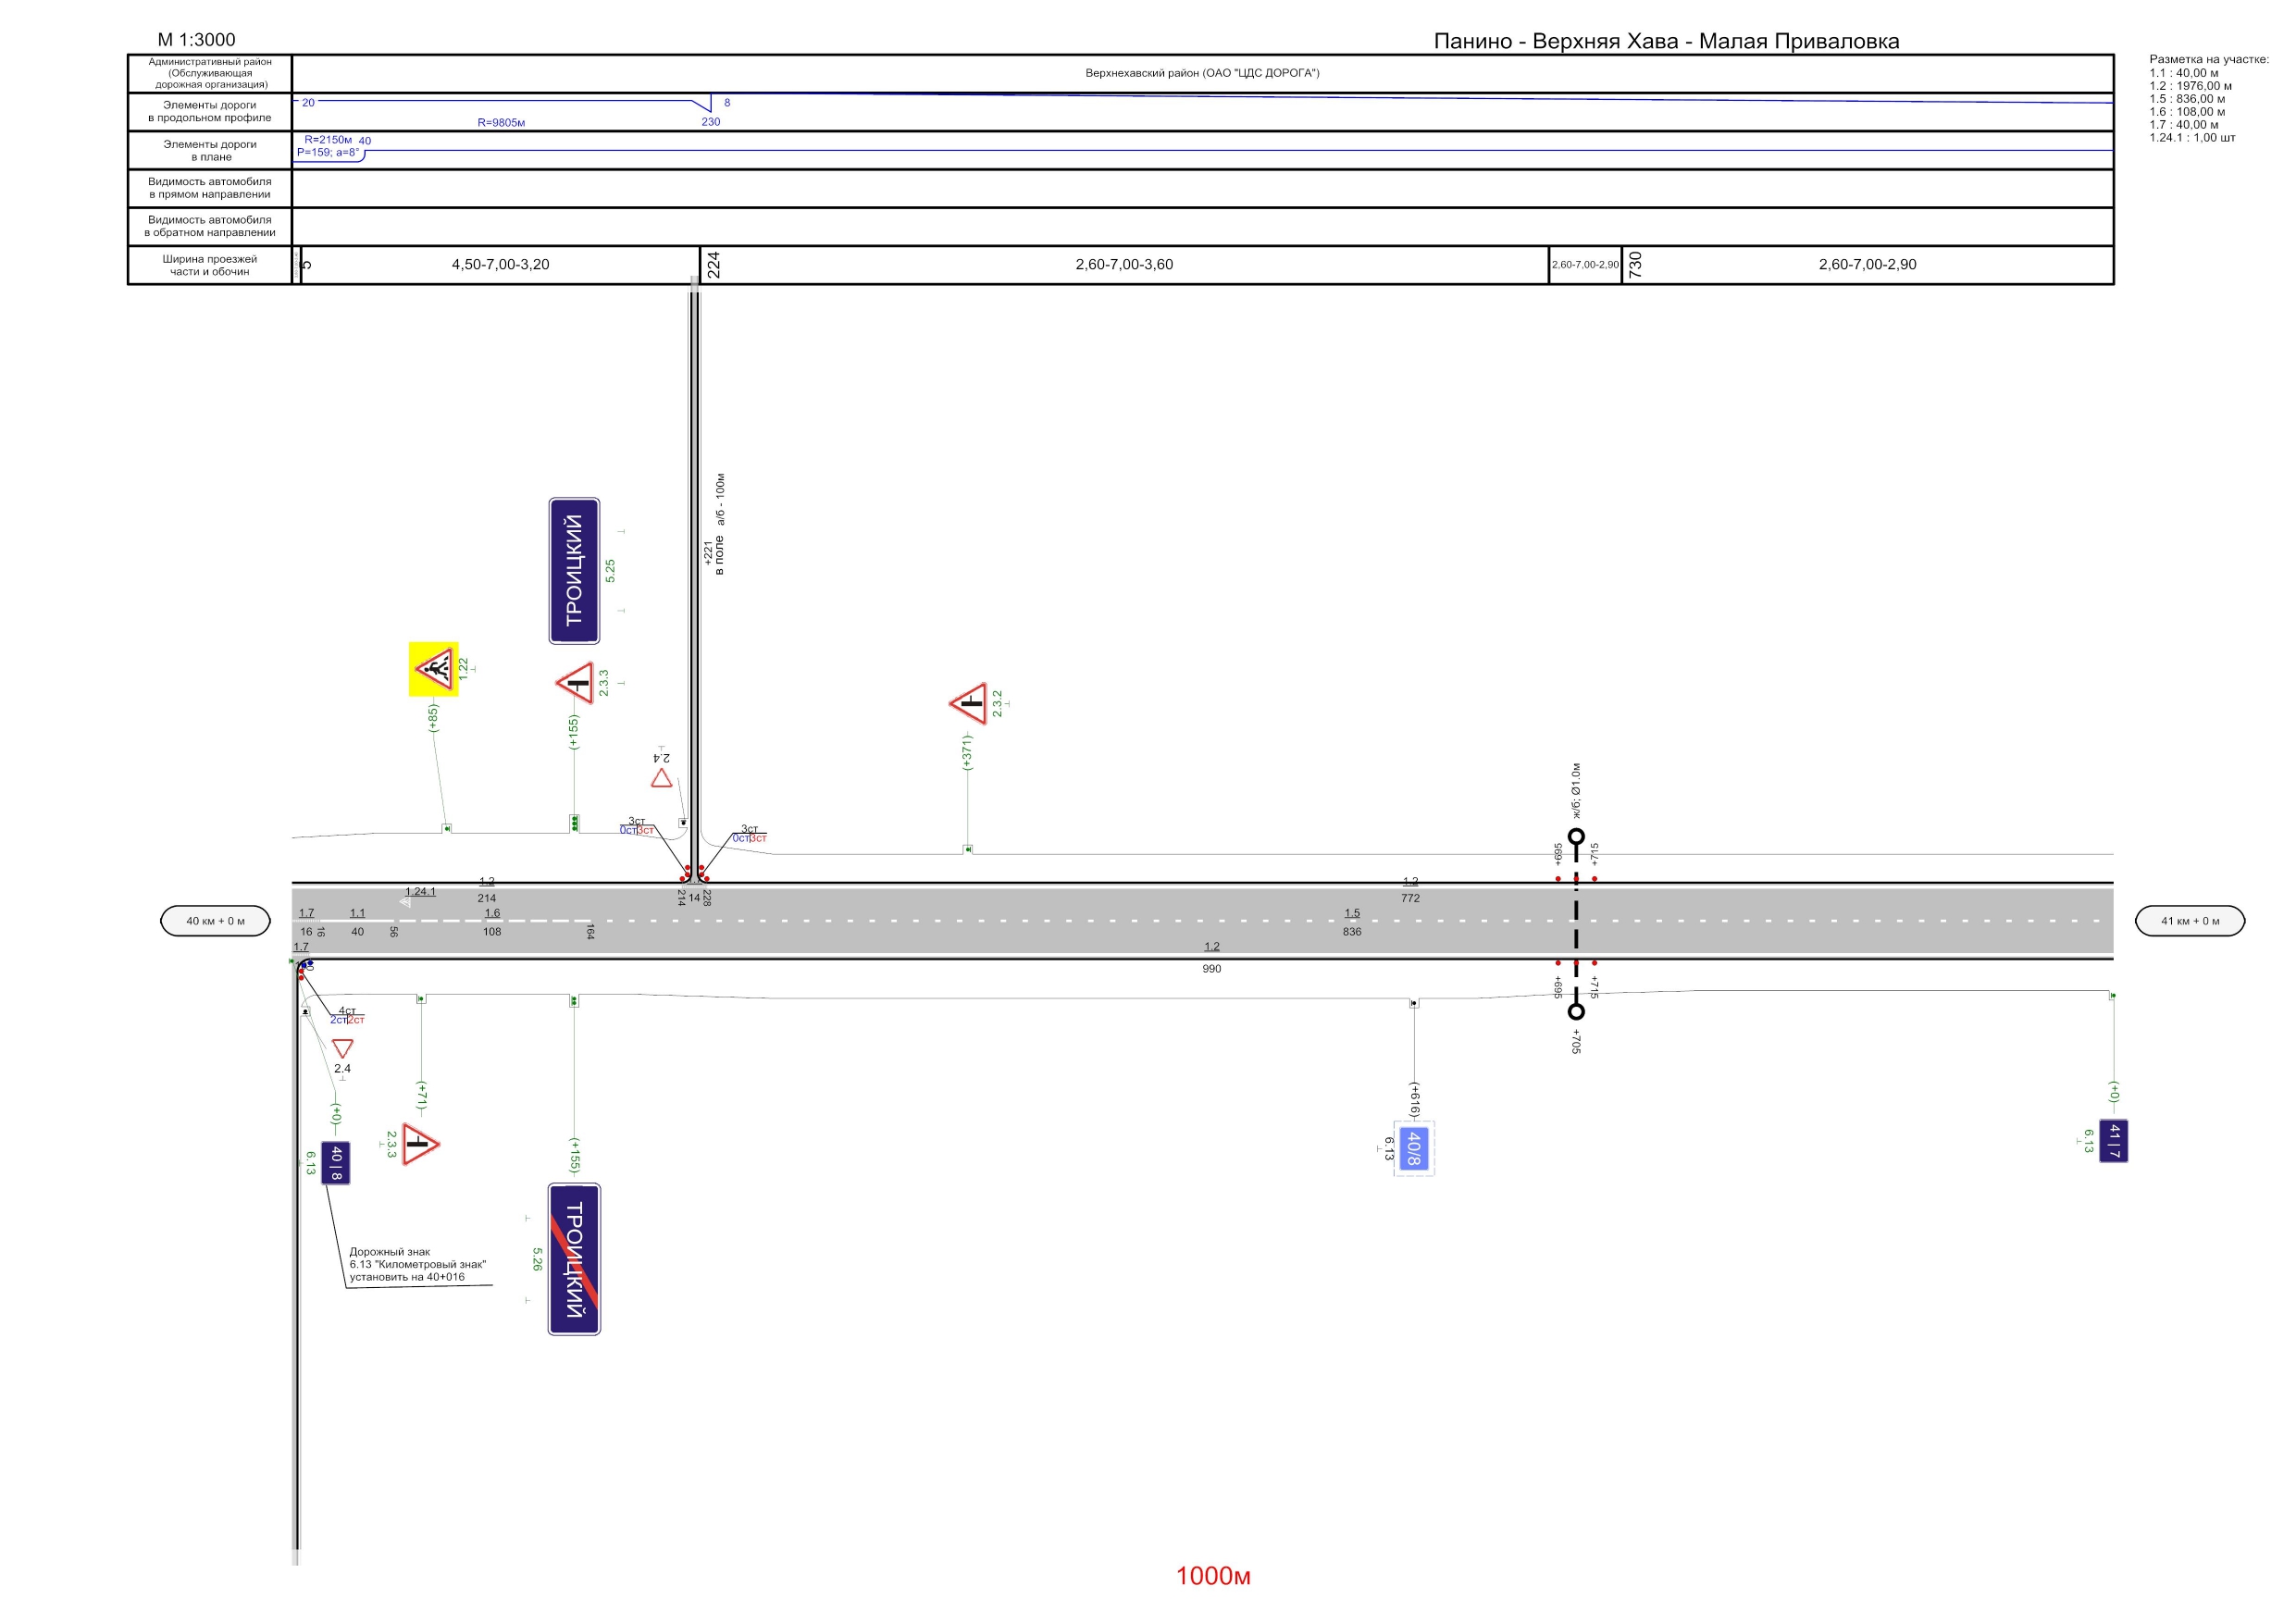 М 1:3000
Панино - Верхняя Хава - Малая Приваловка
Административный район
(Обслуживающая
дорожная организация)
Верхнехавский район (ОАО "ЦДС ДОРОГА")
Элементы дороги
в продольном профиле
20
R=9805м
8
230
Элементы дороги
в плане
R=2150м 40
Р=159; а=8°
Видимость автомобиля
в прямом направлении
Видимость автомобиля
в обратном направлении
Ширина проезжей
части и обочин
5
4,50-7,00-3,20
224
2,60-7,00-3,60
2,60-7,00-2,90
730
2,60-7,00-2,90
Разметка на участке:
1.1 : 40,00 м
1.2 : 1976,00 м
1.5 : 836,00 м
1.6 : 108,00 м
1.7 : 40,00 м
1.24.1 : 1,00 шт
+221
в поле а/б - 100м
ТРОИЦКИЙ
5.25
1.22
(+85)
2.3.3
(+155)
2.4
2.3.2
(+371)
3ст
0ст|3ст
3ст
0ст|3ст
ж/б; Ø1.0м
+695
+715
1.2
214
1.24.1
214
14
228
1.2
772
40 км + 0 м
1.7
16
16
1.1
40
56
1.6
108
164
1.5
836
41 км + 0 м
1.7
1.2
990
+695
+715
+705
4ст
2ст|2ст
2.4
(+0)
40 | 8
6.13
(+71)
2.3.3
(+155)
ТРОИЦКИЙ
5.26
(+616)
40/8
6.13
(+0)
41 | 7
6.13
Дорожный знак
6.13 "Километровый знак"
установить на 40+016
1000м